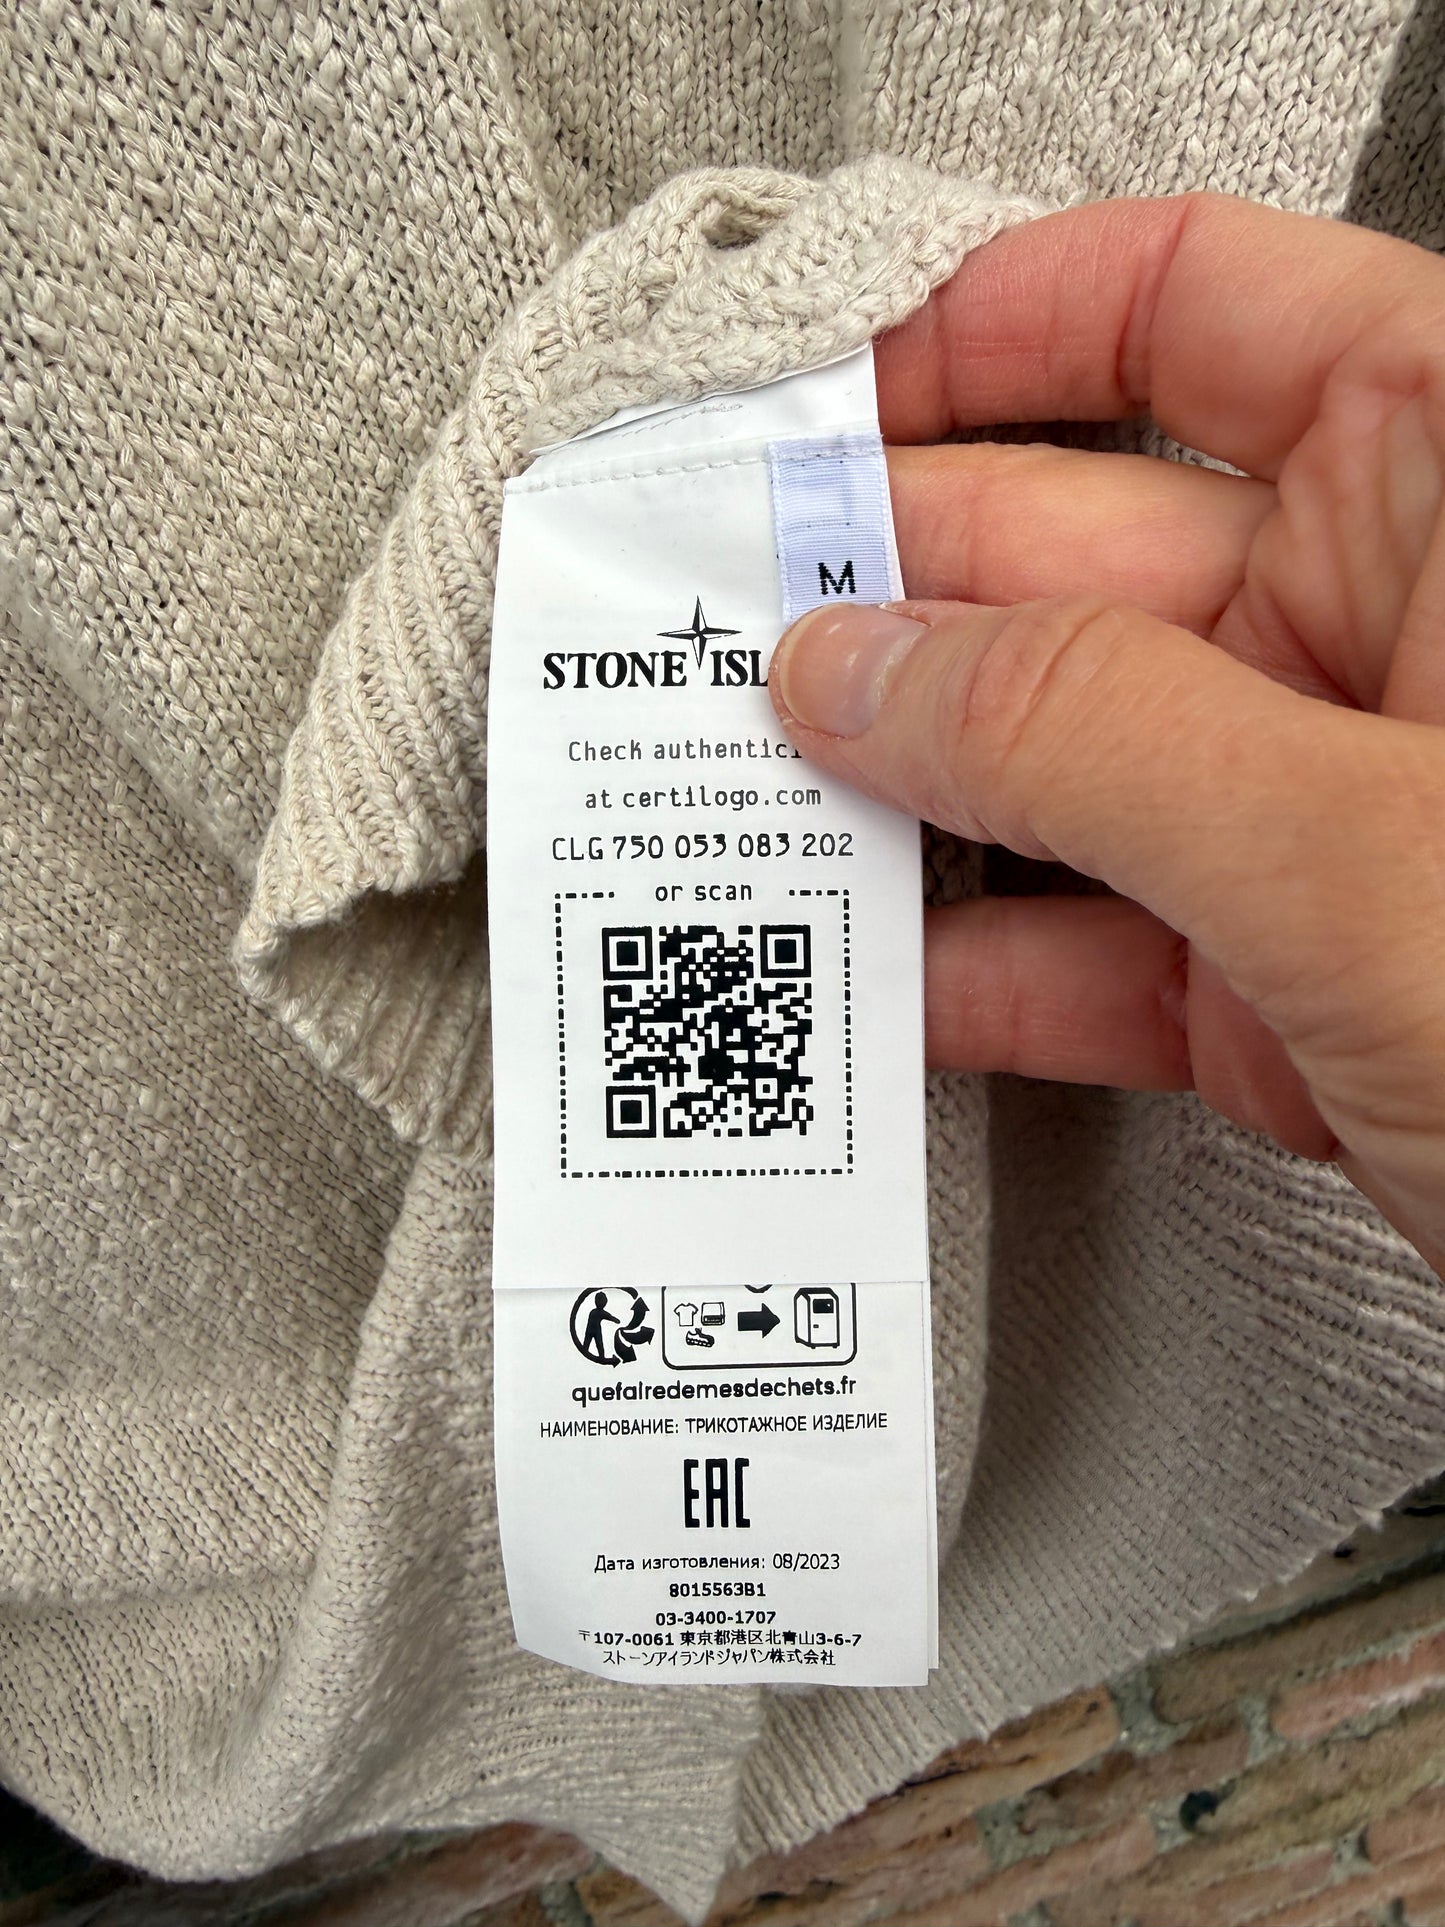 M
STONE
Check
at certilogo.com
CLG 750 053 083 202
or scan
quefairedemesdechets.fr
НАИМЕНОВАНИЕ: ТРИКОТАЖНОЕ ИЗДЕЛИЕ
EAC
Дата изготовления: 08/2023
8015563B1
03-3400-1707
〒107-0061 東京都港区北青山3-6-7
ストーンアイランドジャパン株式会社